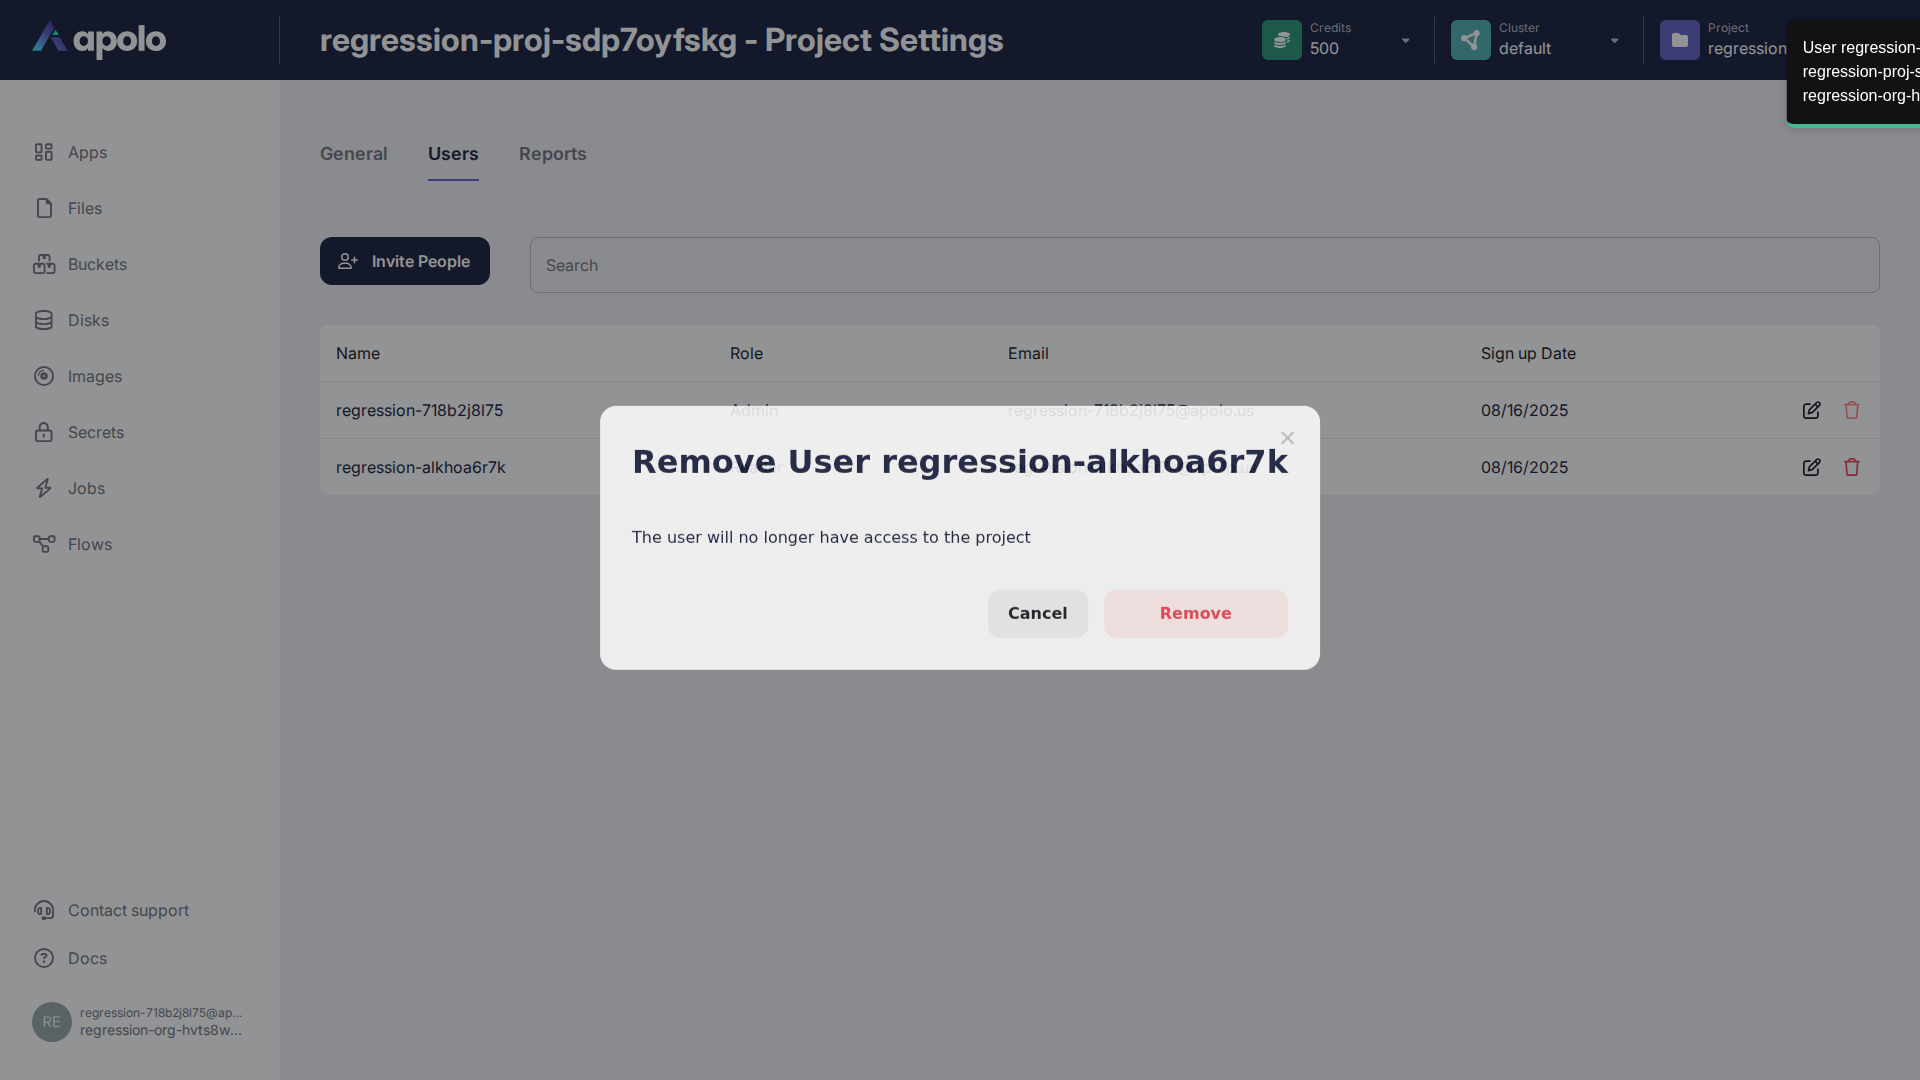 apolo
regression-proj-sdp7oyfskg - Project Settings
Credits
500
Cluster
default
Project
regression
User regression-
regression-proj-s
regression-org-h
Apps
Files
Buckets
Disks
Images
Secrets
Jobs
Flows
General
Users
Reports
Invite People
Search
Name
Role
Email
Sign up Date
regression-718b2j8l75
Admin
regression-718b2j8l75@apolo.us
08/16/2025
regression-alkhoa6r7k
08/16/2025
Remove User regression-alkhoa6r7k
The user will no longer have access to the project
Cancel
Remove
Contact support
Docs
RE
regression-718b2j8l75@ap...
regression-org-hvts8w...